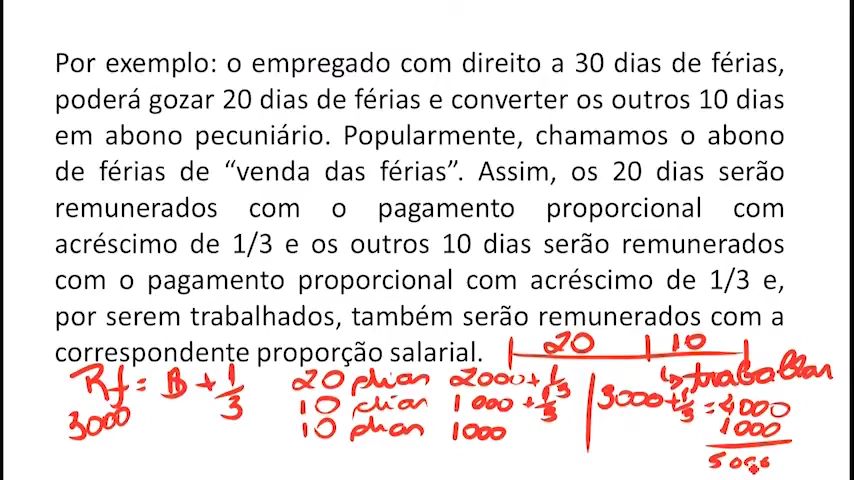 Por exemplo: o empregado com direito a 30 dias de férias,
poderá gozar 20 dias de férias e converter os outros 10 dias
em abono pecuniário. Popularmente, chamamos o abono
de férias de “venda das férias”. Assim, os 20 dias serão
remunerados com o pagamento proporcional com
acréscimo de 1/3 e os outros 10 dias serão remunerados
com o pagamento proporcional com acréscimo de 1/3 e,
por serem trabalhados, também serão remunerados com a
correspondente proporção salarial.
20 10
Rf = B + 1/3
3000
20 dias 2000 + 1/3
10 dias 1000 + 1/3
10 dias 1000
↳ trabalhar
3000 + 1/3 = 4000
1000